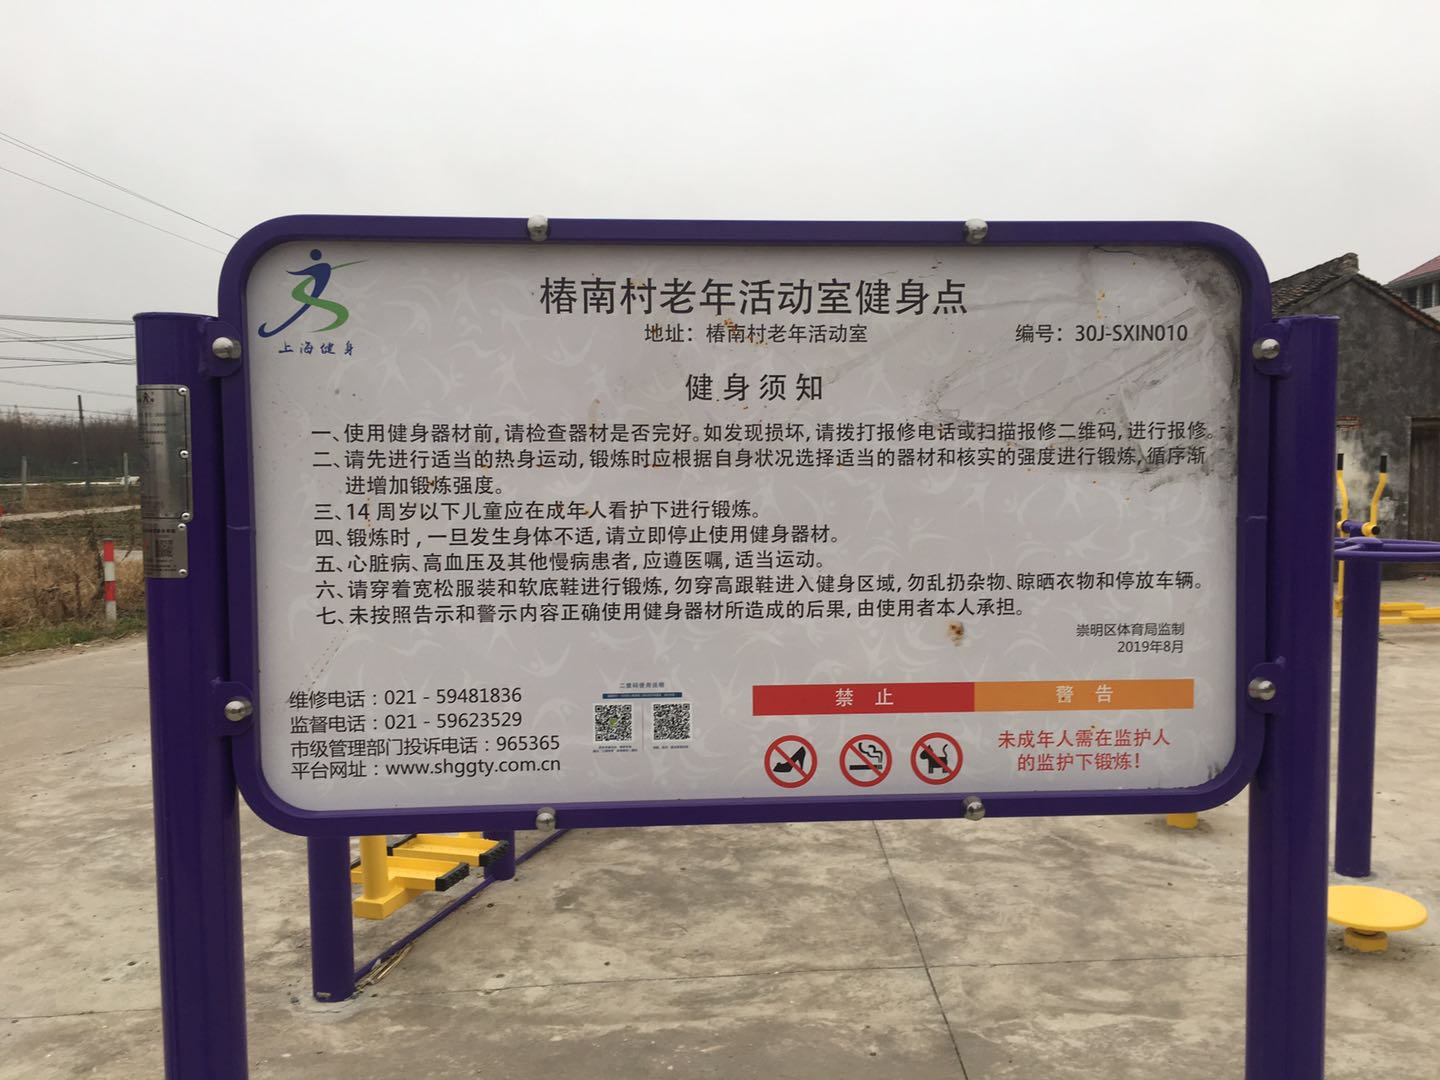 上海健身
椿南村老年活动室健身点
地址：椿南村老年活动室
编号：30J-SXIN010
健身须知
一、使用健身器材前，请检查器材是否完好。如发现损坏，请拨打报修电话或扫描报修二维码，进行报修。
二、请先进行适当的热身运动，锻炼时应根据自身状况选择适当的器材和核实的强度进行锻炼，循序渐
进增加锻炼强度。
三、14周岁以下儿童应在成年人看护下进行锻炼。
四、锻炼时，一旦发生身体不适，请立即停止使用健身器材。
五、心脏病、高血压及其他慢病患者，应遵医嘱，适当运动。
六、请穿着宽松服装和软底鞋进行锻炼，勿穿高跟鞋进入健身区域，勿乱扔杂物、晾晒衣物和停放车辆。
七、未按照告示和警示内容正确使用健身器材所造成的后果，由使用者本人承担。
崇明区体育局监制
2019年8月
维修电话：021-59481836
监督电话：021-59623529
市级管理部门投诉电话：965365
平台网址：www.shggty.com.cn
二维码使用说明
禁止
警告
未成年人需在监护人
的监护下锻炼！